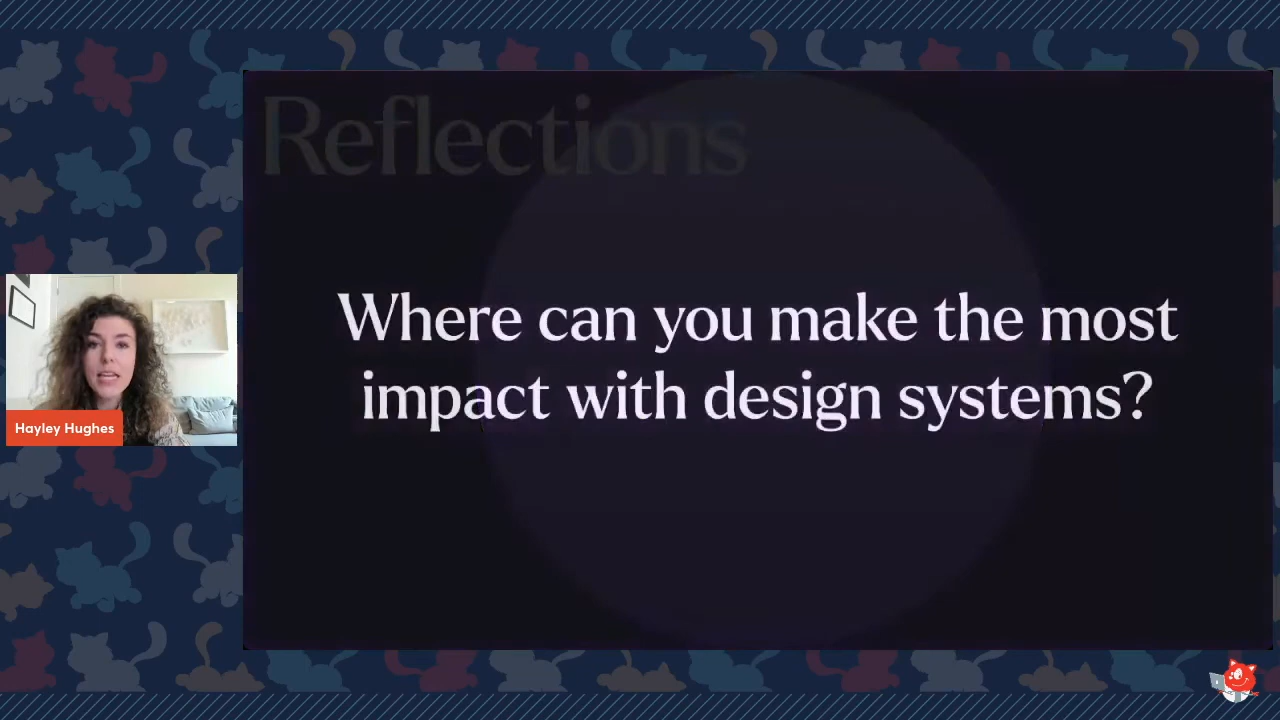 Reflections
Where can you make the most
impact with design systems?
Hayley Hughes